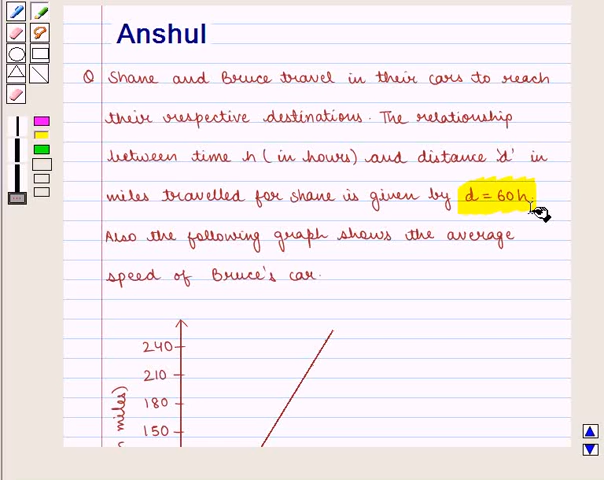 Anshul
Q Shane and Bruce travel in their cars to reach
their respective destinations. The relationship
between time h (in hours) and distance 'd' in
miles travelled for shane is given by d = 60h.
Also the following graph shows the average
speed of Bruce's car.
240
210
180
150
miles)